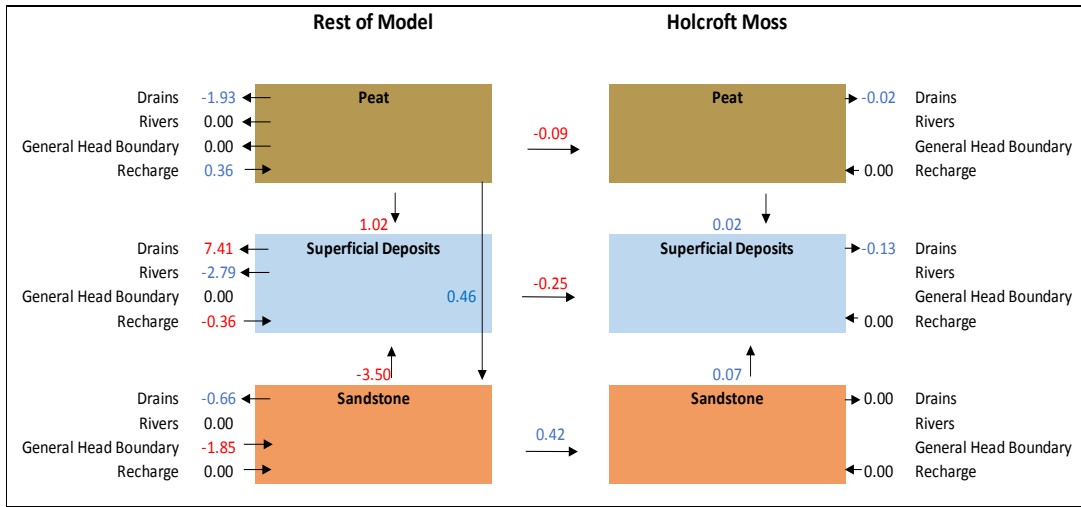 Rest of Model Holcroft Moss
Peat Peat
Drains -1.93 -0.02 Drains
Rivers 0.00 Rivers
-0.09
General Head Boundary 0.00 General Head Boundary
Recharge 0.36 0.00 Recharge
1.02 0.02
Superficial Deposits Superficial Deposits
Drains 7.41 -0.13 Drains
Rivers -2.79 Rivers
-0.25
General Head Boundary 0.00 0.46 General Head Boundary
Recharge -0.36 0.00 Recharge
-3.50 0.07
Sandstone Sandstone
Drains -0.66 0.00 Drains
Rivers 0.00 Rivers
0.42
General Head Boundary -1.85 General Head Boundary
Recharge 0.00 0.00 Recharge